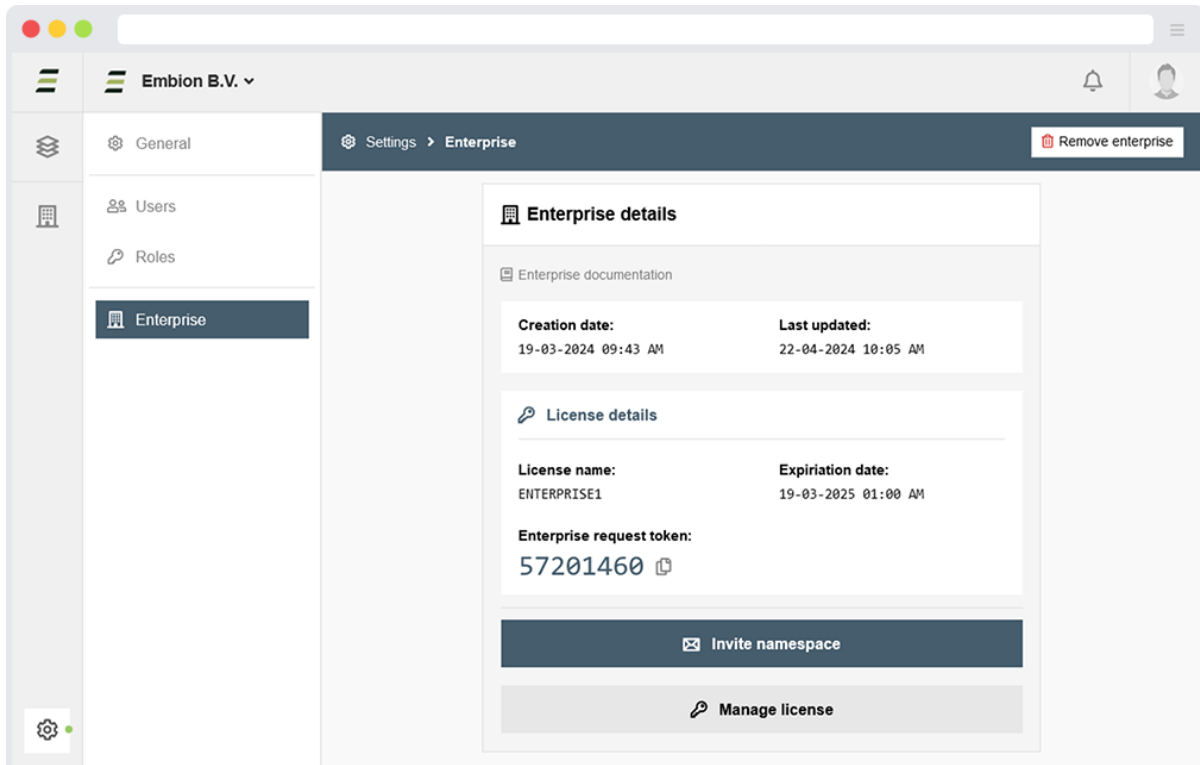 Embion B.V.
General
Users
Roles
Enterprise
Settings > Enterprise
Remove enterprise
Enterprise details
Enterprise documentation
Creation date: Last updated:
19-03-2024 09:43 AM 22-04-2024 10:05 AM
License details
License name: Expiriation date:
ENTERPRISE1 19-03-2025 01:00 AM
Enterprise request token:
57201460
Invite namespace
Manage license